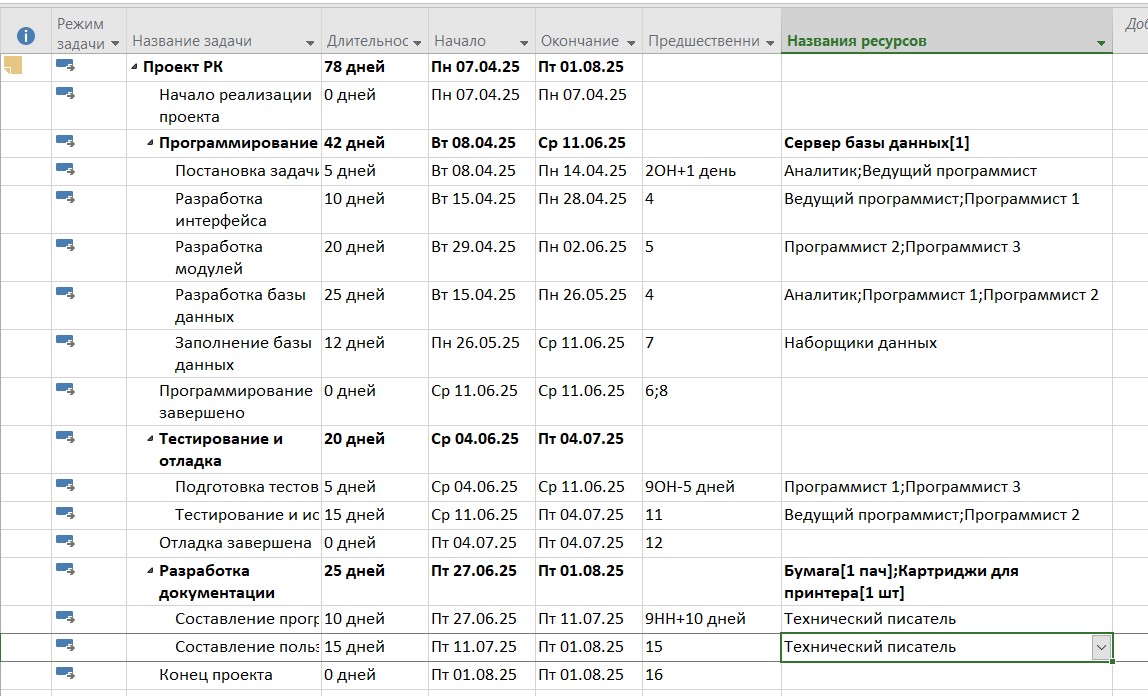 Режим
задачи Название задачи Длительнос Начало Окончание Предшественни Названия ресурсов Доб
Проект РК 78 дней Пн 07.04.25 Пт 01.08.25
Начало реализации 0 дней Пн 07.04.25 Пн 07.04.25
проекта
Программирование 42 дней Вт 08.04.25 Ср 11.06.25 Сервер базы данных[1]
Постановка задачи 5 дней Вт 08.04.25 Пн 14.04.25 2ОН+1 день Аналитик;Ведущий программист
Разработка 10 дней Вт 15.04.25 Пн 28.04.25 4 Ведущий программист;Программист 1
интерфейса
Разработка 20 дней Вт 29.04.25 Пн 02.06.25 5 Программист 2;Программист 3
модулей
Разработка базы 25 дней Вт 15.04.25 Пн 26.05.25 4 Аналитик;Программист 1;Программист 2
данных
Заполнение базы 12 дней Пн 26.05.25 Ср 11.06.25 7 Наборщики данных
данных
Программирование 0 дней Ср 11.06.25 Ср 11.06.25 6;8
завершено
Тестирование и 20 дней Ср 04.06.25 Пт 04.07.25
отладка
Подготовка тестов 5 дней Ср 04.06.25 Ср 11.06.25 9ОН-5 дней Программист 1;Программист 3
Тестирование и ис 15 дней Ср 11.06.25 Пт 04.07.25 11 Ведущий программист;Программист 2
Отладка завершена 0 дней Пт 04.07.25 Пт 04.07.25 12
Разработка 25 дней Пт 27.06.25 Пт 01.08.25 Бумага[1 пач];Картриджи для
документации принтера[1 шт]
Составление прог 10 дней Пт 27.06.25 Пт 11.07.25 9НН+10 дней Технический писатель
Составление польз 15 дней Пт 11.07.25 Пт 01.08.25 15 Технический писатель
Конец проекта 0 дней Пт 01.08.25 Пт 01.08.25 16